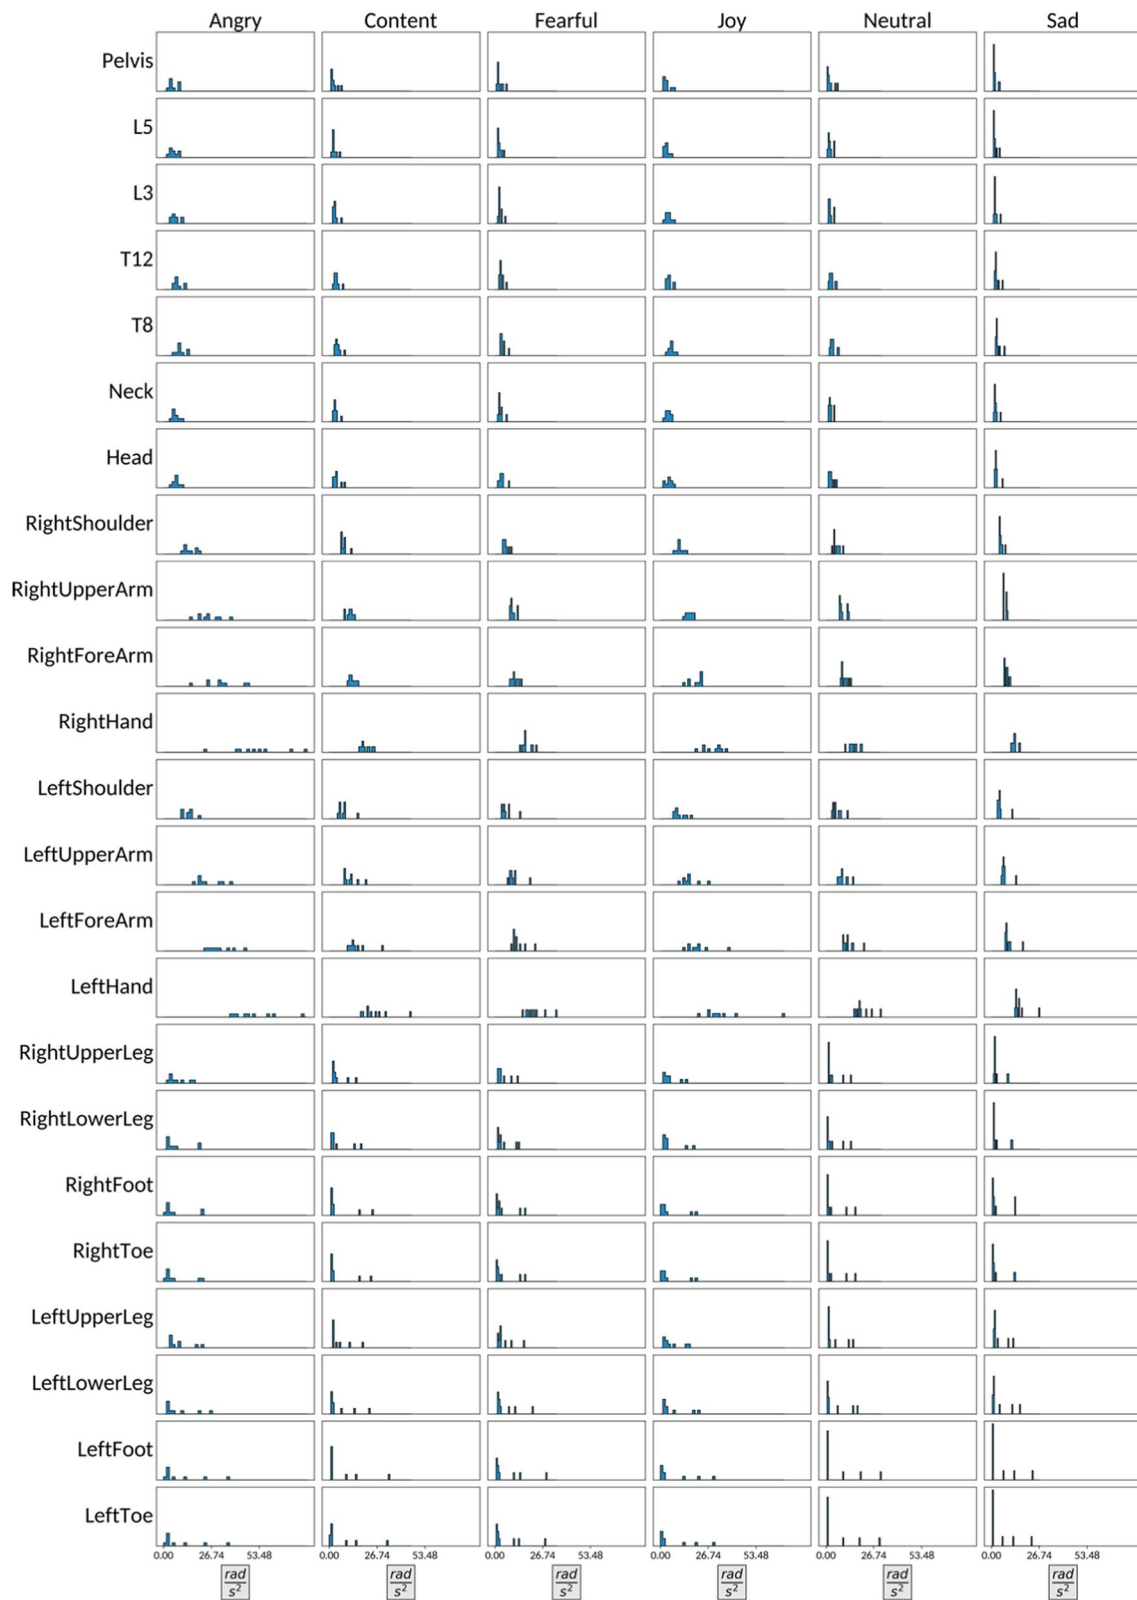 Angry Content Fearful Joy Neutral Sad
Pelvis
L5
L3
T12
T8
Neck
Head
RightShoulder
RightUpperArm
RightForeArm
RightHand
LeftShoulder
LeftUpperArm
LeftForeArm
LeftHand
RightUpperLeg
RightLowerLeg
RightFoot
RightToe
LeftUpperLeg
LeftLowerLeg
LeftFoot
LeftToe
0.00 26.74 53.48 0.00 26.74 53.48 0.00 26.74 53.48 0.00 26.74 53.48 0.00 26.74 53.48 0.00 26.74 53.48
rad rad rad rad rad rad
s² s² s² s² s² s²